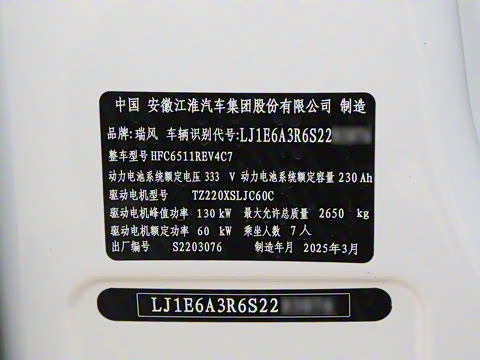 中国 安徽江淮汽车集团股份有限公司 制造
品牌:瑞风 车辆识别代号:LJ1E6A3R6S22
整车型号 HFC6511REV4C7
动力电池系统额定电压 333 V 动力电池系统额定容量 230 Ah
驱动电机型号 TZ220XSLJC60C
驱动电机峰值功率 130 kW 最大允许总质量 2650 kg
驱动电机额定功率 60 kW 乘坐人数 7人
出厂编号 S2203076 制造年月 2025年3月
LJ1E6A3R6S22